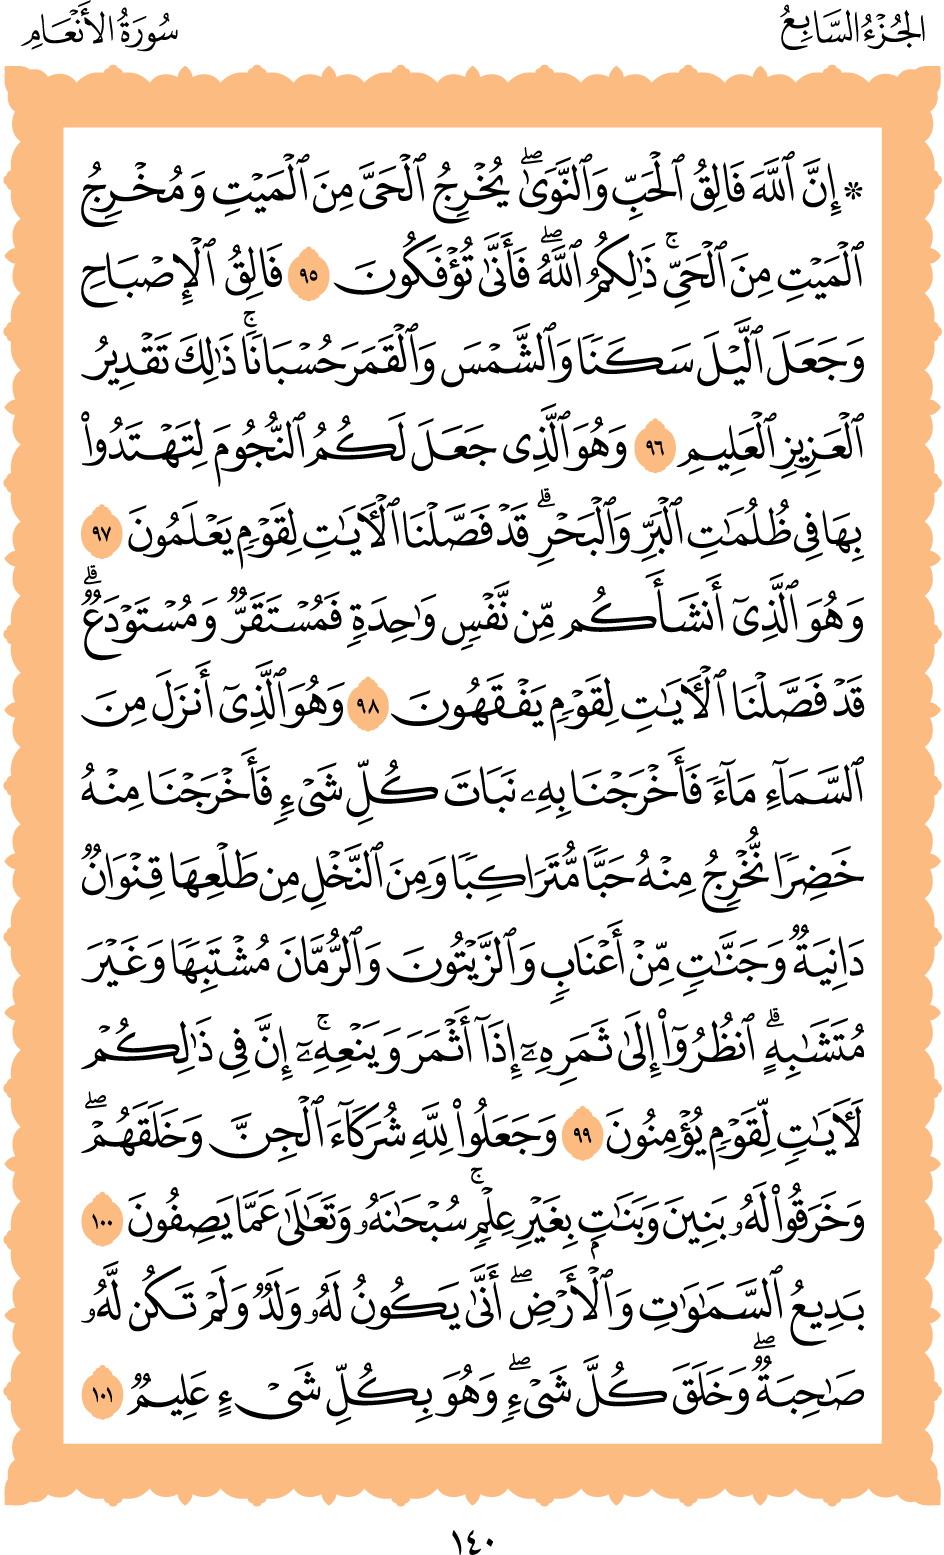 الجُزْءُ السَّابِعُ
سُورَةُ الأَنْعَامِ
۞ إِنَّ ٱللَّهَ فَالِقُ ٱلْحَبِّ وَٱلنَّوَىٰۖ يُخْرِجُ ٱلْحَىَّ مِنَ ٱلْمَيِّتِ وَمُخْرِجُ
ٱلْمَيِّتِ مِنَ ٱلْحَىِّۚ ذَٰلِكُمُ ٱللَّهُۖ فَأَنَّىٰ تُؤْفَكُونَ ٩٥ فَالِقُ ٱلْإِصْبَاحِ
وَجَعَلَ ٱلَّيْلَ سَكَنًا وَٱلشَّمْسَ وَٱلْقَمَرَ حُسْبَانًاۚ ذَٰلِكَ تَقْدِيرُ
ٱلْعَزِيزِ ٱلْعَلِيمِ ٩٦ وَهُوَ ٱلَّذِى جَعَلَ لَكُمُ ٱلنُّجُومَ لِتَهْتَدُوا۟
بِهَا فِى ظُلُمَٰتِ ٱلْبَرِّ وَٱلْبَحْرِۗ قَدْ فَصَّلْنَا ٱلْأٓيَٰتِ لِقَوْمٍ يَعْلَمُونَ ٩٧
وَهُوَ ٱلَّذِىٓ أَنشَأَكُم مِّن نَّفْسٍ وَٰحِدَةٍ فَمُسْتَقَرٌّ وَمُسْتَوْدَعٌۗ
قَدْ فَصَّلْنَا ٱلْأٓيَٰتِ لِقَوْمٍ يَفْقَهُونَ ٩٨ وَهُوَ ٱلَّذِىٓ أَنزَلَ مِنَ
ٱلسَّمَآءِ مَآءً فَأَخْرَجْنَا بِهِۦ نَبَاتَ كُلِّ شَىْءٍ فَأَخْرَجْنَا مِنْهُ
خَضِرًا نُّخْرِجُ مِنْهُ حَبًّا مُّتَرَاكِبًا وَمِنَ ٱلنَّخْلِ مِن طَلْعِهَا قِنْوَانٌ
دَانِيَةٌ وَجَنَّٰتٍ مِّنْ أَعْنَابٍ وَٱلزَّيْتُونَ وَٱلرُّمَّانَ مُشْتَبِهًا وَغَيْرَ
مُتَشَٰبِهٍۗ ٱنظُرُوٓا۟ إِلَىٰ ثَمَرِهِۦٓ إِذَآ أَثْمَرَ وَيَنْعِهِۦٓۚ إِنَّ فِى ذَٰلِكُمْ
لَأٓيَٰتٍ لِّقَوْمٍ يُؤْمِنُونَ ٩٩ وَجَعَلُوا۟ لِلَّهِ شُرَكَآءَ ٱلْجِنَّ وَخَلَقَهُمْۖ
وَخَرَقُوا۟ لَهُۥ بَنِينَ وَبَنَٰتٍۭ بِغَيْرِ عِلْمٍۚ سُبْحَٰنَهُۥ وَتَعَٰلَىٰ عَمَّا يَصِفُونَ ١٠٠
بَدِيعُ ٱلسَّمَٰوَٰتِ وَٱلْأَرْضِۖ أَنَّىٰ يَكُونُ لَهُۥ وَلَدٌ وَلَمْ تَكُن لَّهُۥ
صَٰحِبَةٌۖ وَخَلَقَ كُلَّ شَىْءٍۖ وَهُوَ بِكُلِّ شَىْءٍ عَلِيمٌ ١٠١
١٤٠